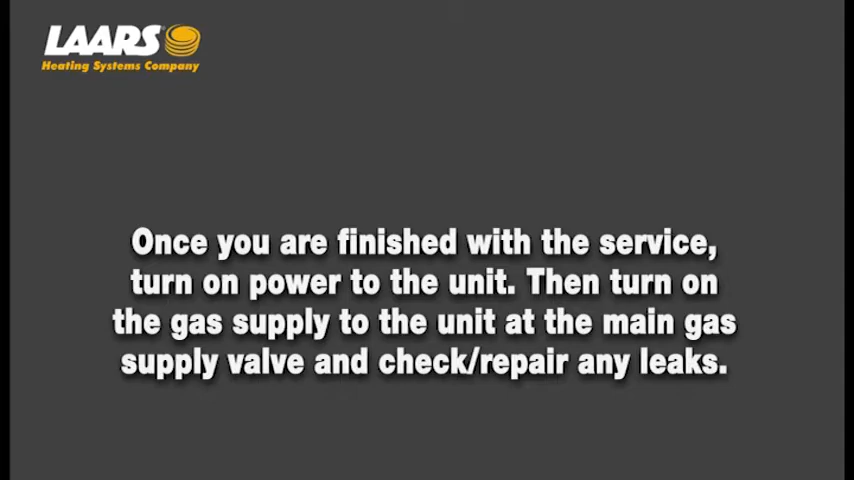 LAARS
Heating Systems Company
Once you are finished with the service,
turn on power to the unit. Then turn on
the gas supply to the unit at the main gas
supply valve and check/repair any leaks.